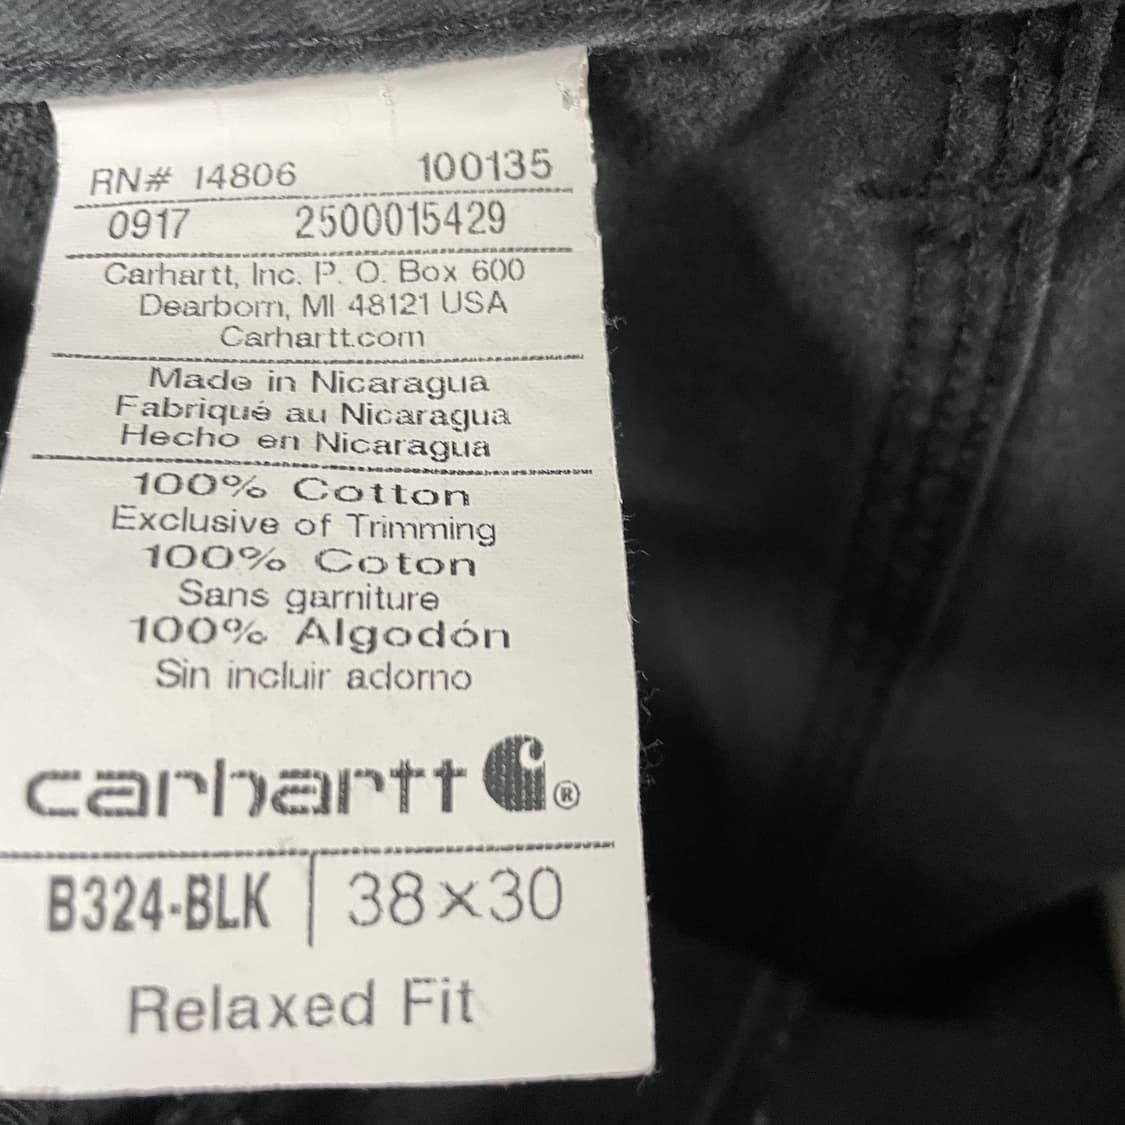 RN# 14806 100135
0917 2500015429
Carhartt, Inc. P. O. Box 600
Dearborn, MI 48121 USA
Carhartt.com
Made in Nicaragua
Fabriqué au Nicaragua
Hecho en Nicaragua
100% Cotton
Exclusive of Trimming
100% Coton
Sans garniture
100% Algodón
Sin incluir adorno
carhartt ®
B324-BLK | 38×30
Relaxed Fit